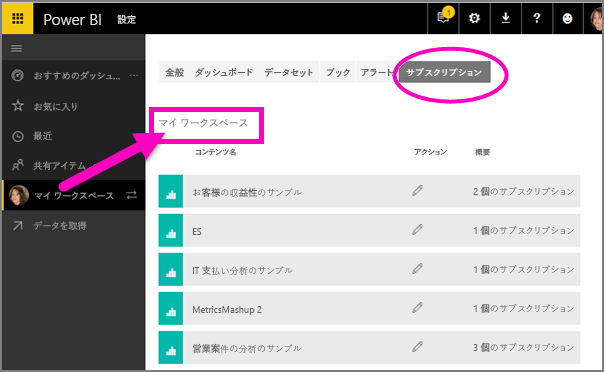 Power BI 設定
1
?
おすすめのダッシュ... ...
お気に入り
最近
共有アイテム
マイ ワークスペース
データを取得
全般 ダッシュボード データセット ブック アラート サブスクリプション
マイ ワークスペース
コンテンツ名 アクション 概要
お客様の収益性のサンプル 2 個のサブスクリプション
ES 1 個のサブスクリプション
IT 支払い分析のサンプル 1 個のサブスクリプション
MetricsMashup 2 1 個のサブスクリプション
営業案件の分析のサンプル 3 個のサブスクリプション